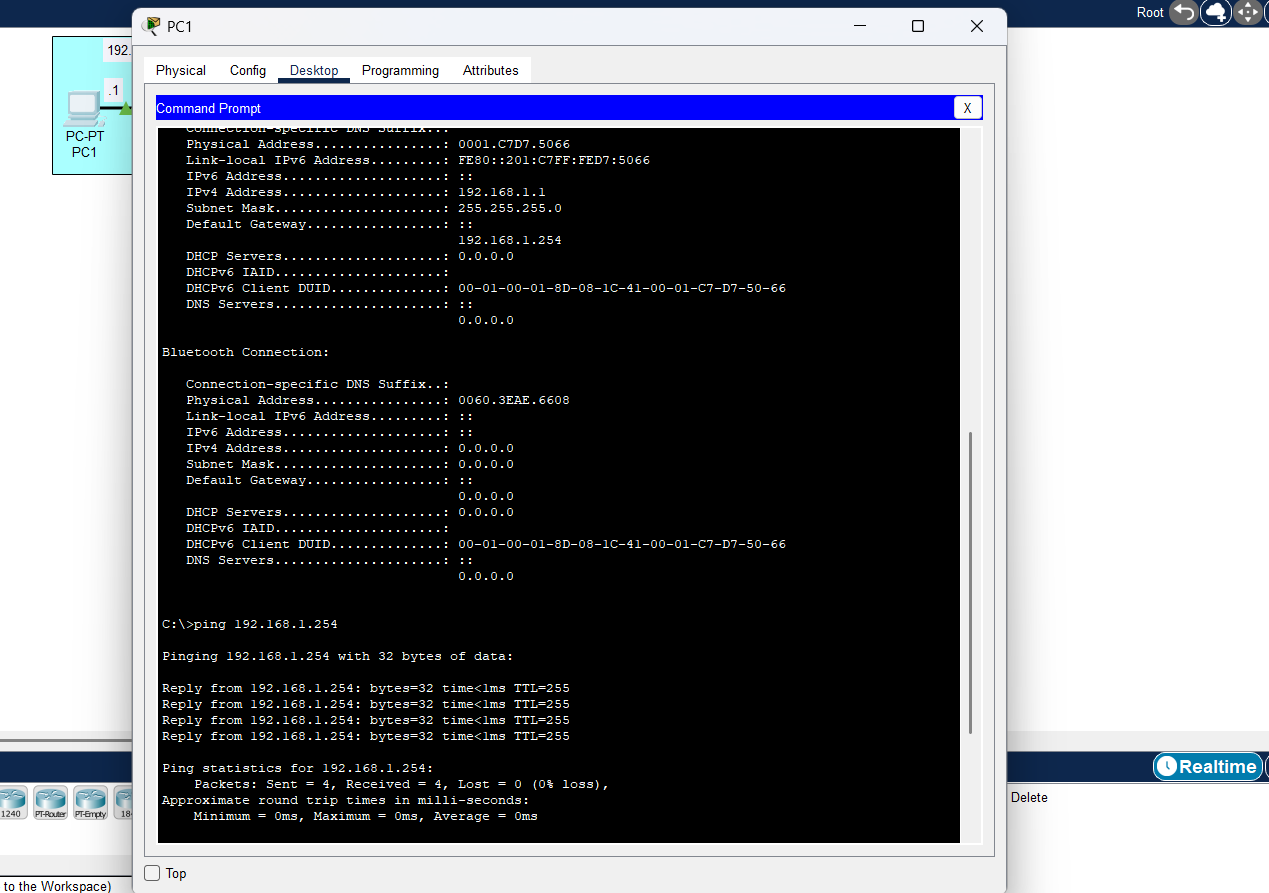 Root
PC1
192.
.1
PC-PT
PC1
Physical Config Desktop Programming Attributes
Command Prompt
X
Connection-specific DNS Suffix..:
Physical Address................: 0001.C7D7.5066
Link-local IPv6 Address.........: FE80::201:C7FF:FED7:5066
IPv6 Address....................: ::
IPv4 Address....................: 192.168.1.1
Subnet Mask.....................: 255.255.255.0
Default Gateway.................: ::
192.168.1.254
DHCP Servers....................: 0.0.0.0
DHCPv6 IAID.....................:
DHCPv6 Client DUID..............: 00-01-00-01-8D-08-1C-41-00-01-C7-D7-50-66
DNS Servers.....................: ::
0.0.0.0
Bluetooth Connection:
Connection-specific DNS Suffix..:
Physical Address................: 0060.3EAE.6608
Link-local IPv6 Address.........: ::
IPv6 Address....................: ::
IPv4 Address....................: 0.0.0.0
Subnet Mask.....................: 0.0.0.0
Default Gateway.................: ::
0.0.0.0
DHCP Servers....................: 0.0.0.0
DHCPv6 IAID.....................:
DHCPv6 Client DUID..............: 00-01-00-01-8D-08-1C-41-00-01-C7-D7-50-66
DNS Servers.....................: ::
0.0.0.0
C:\>ping 192.168.1.254
Pinging 192.168.1.254 with 32 bytes of data:
Reply from 192.168.1.254: bytes=32 time<1ms TTL=255
Reply from 192.168.1.254: bytes=32 time<1ms TTL=255
Reply from 192.168.1.254: bytes=32 time<1ms TTL=255
Reply from 192.168.1.254: bytes=32 time<1ms TTL=255
Ping statistics for 192.168.1.254:
Packets: Sent = 4, Received = 4, Lost = 0 (0% loss),
Approximate round trip times in milli-seconds:
Minimum = 0ms, Maximum = 0ms, Average = 0ms
Top
Realtime
Delete
1240 PT-Router PT-Empty 18
to the Workspace)